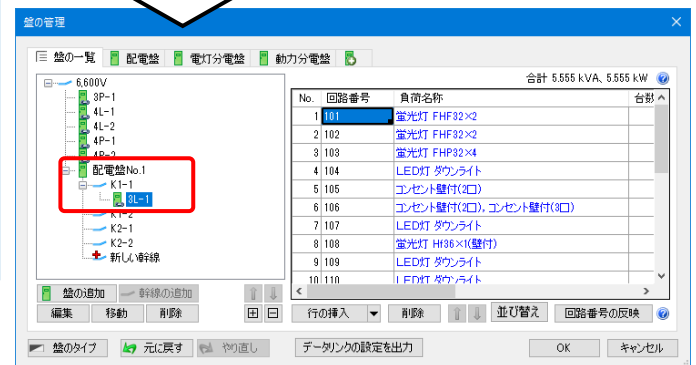 盤の管理
盤の一覧 配電盤 電灯分電盤 動力分電盤
合計 5.555 kVA、5.555 kW
6,600V
3P-1
4L-1
4L-2
4P-1
4P-2
配電盤No.1
K1-1
3L-1
K1-2
K2-1
K2-2
新しい幹線
No. 回路番号 負荷名称 台数
1 101 蛍光灯 FHF32×2
2 102 蛍光灯 FHF32×2
3 103 蛍光灯 FHP32×4
4 104 LED灯 ダウンライト
5 105 コンセント壁付(2口)
6 106 コンセント壁付(2口), コンセント壁付(3口)
7 107 LED灯 ダウンライト
8 108 蛍光灯 Hf36×1(壁付)
9 109 LED灯 ダウンライト
10 110 LED灯 ダウンライト
盤の追加 幹線の追加
編集 移動 削除
行の挿入 削除 並び替え 回路番号の反映
盤のタイプ 元に戻す やり直し データリンクの設定を出力 OK キャンセル